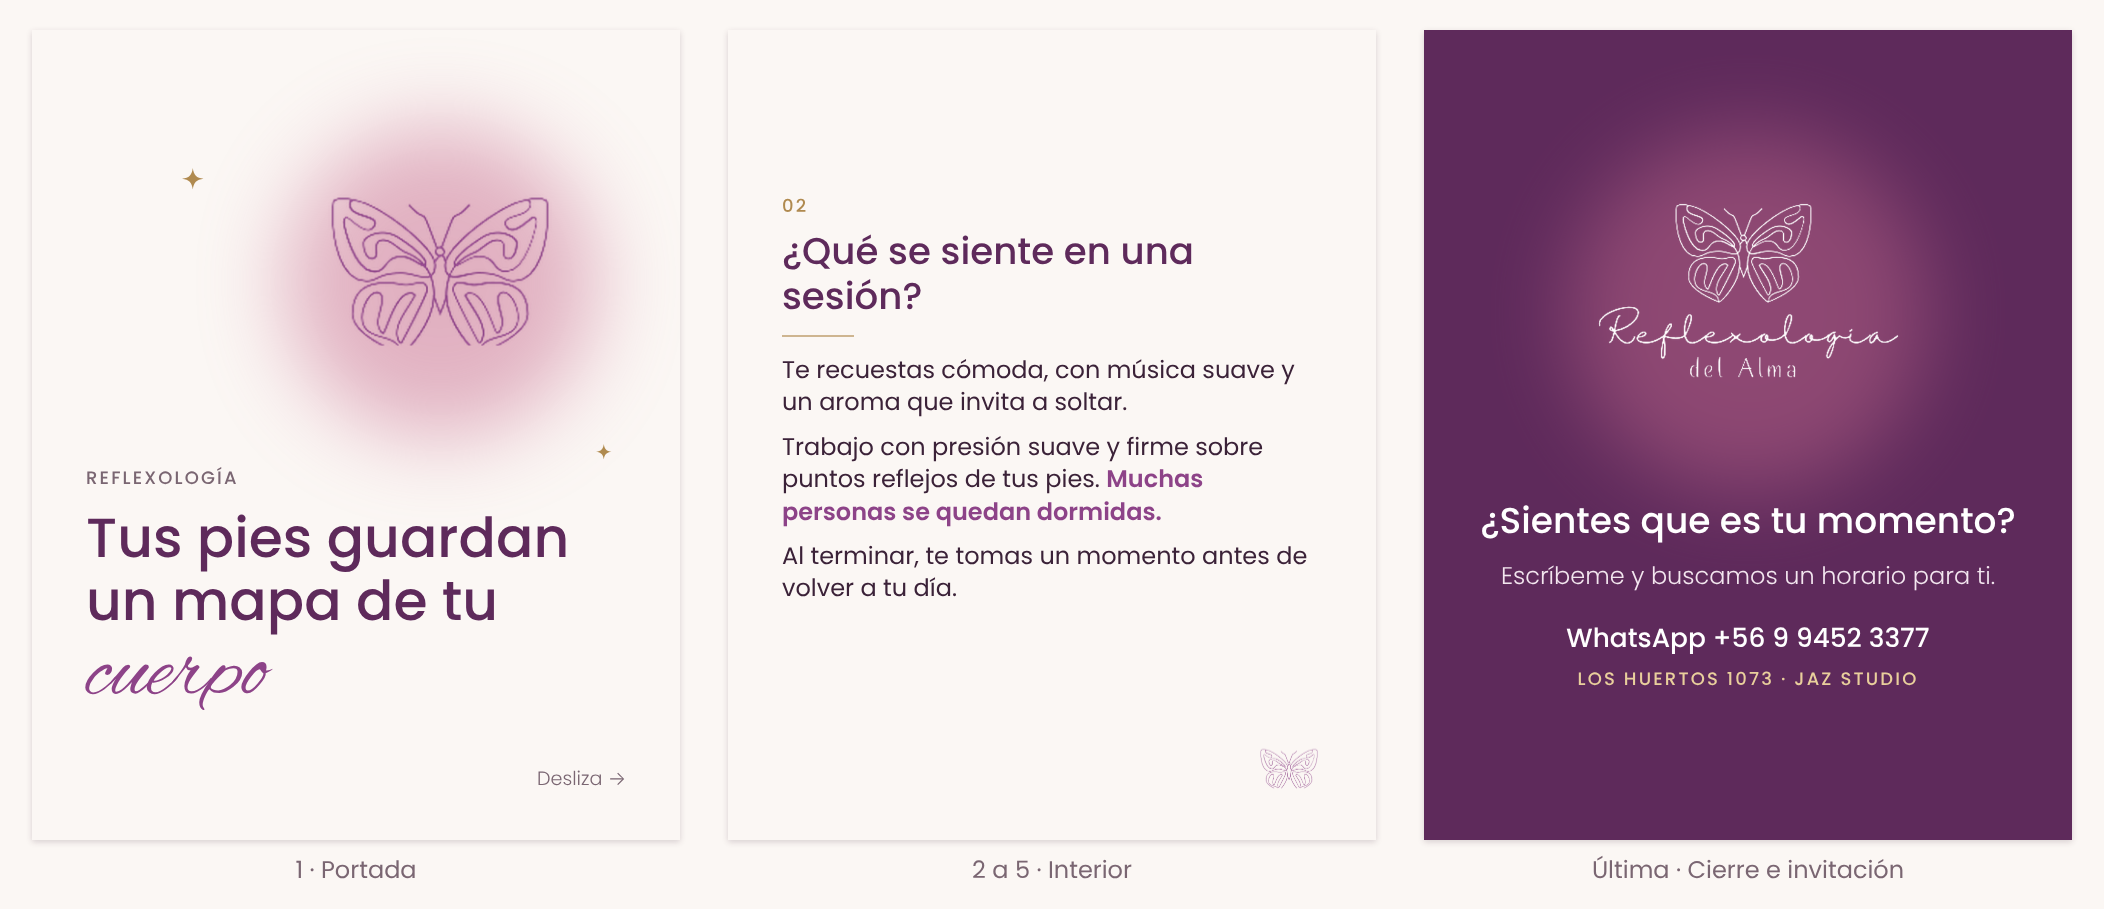 REFLEXOLOGÍA
Tus pies guardan
un mapa de tu
cuerpo
Desliza →
1 · Portada
02
¿Qué se siente en una
sesión?
Te recuestas cómoda, con música suave y
un aroma que invita a soltar.
Trabajo con presión suave y firme sobre
puntos reflejos de tus pies. Muchas
personas se quedan dormidas.
Al terminar, te tomas un momento antes de
volver a tu día.
2 a 5 · Interior
Reflexologia
del Alma
¿Sientes que es tu momento?
Escríbeme y buscamos un horario para ti.
WhatsApp +56 9 9452 3377
LOS HUERTOS 1073 · JAZ STUDIO
Última · Cierre e invitación